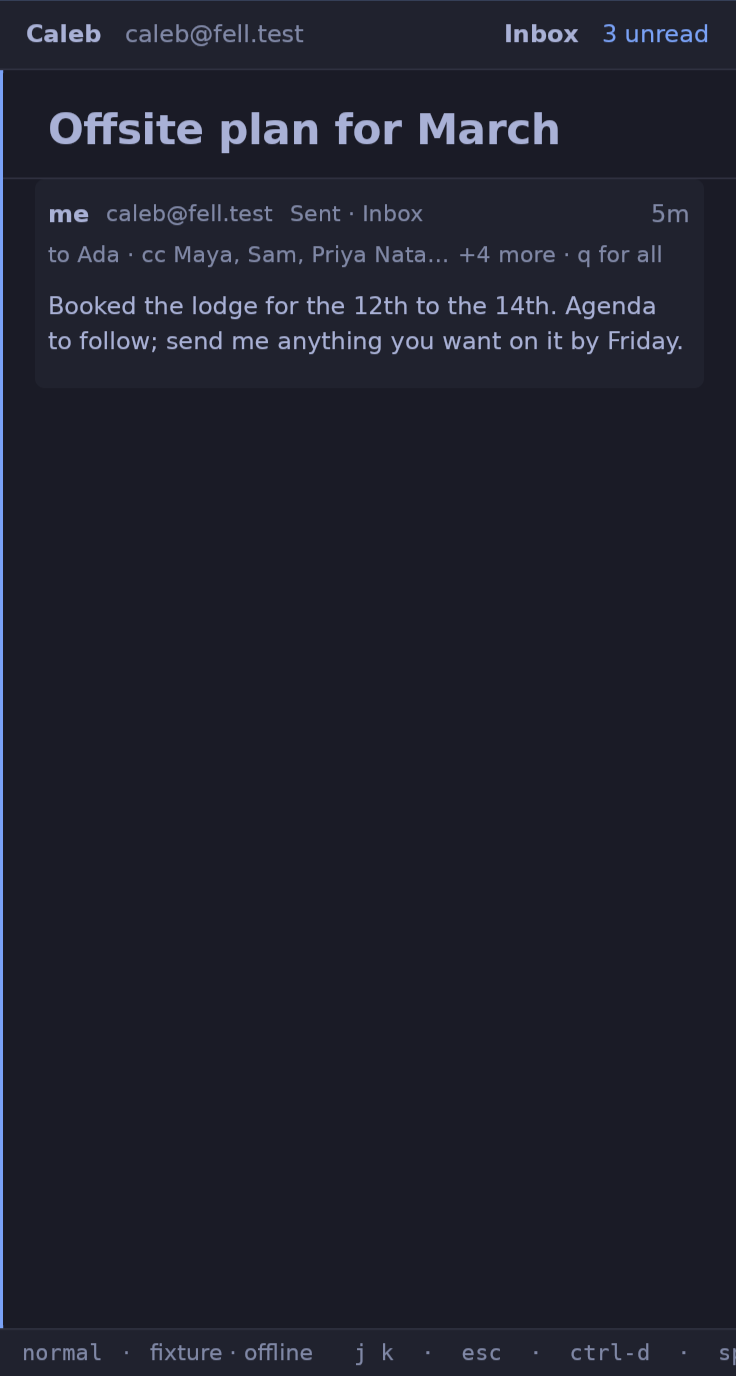 Caleb caleb@fell.test Inbox 3 unread
Offsite plan for March
me caleb@fell.test Sent · Inbox 5m
to Ada · cc Maya, Sam, Priya Nata… +4 more · q for all
Booked the lodge for the 12th to the 14th. Agenda
to follow; send me anything you want on it by Friday.
normal · fixture · offline j k · esc · ctrl-d · sp